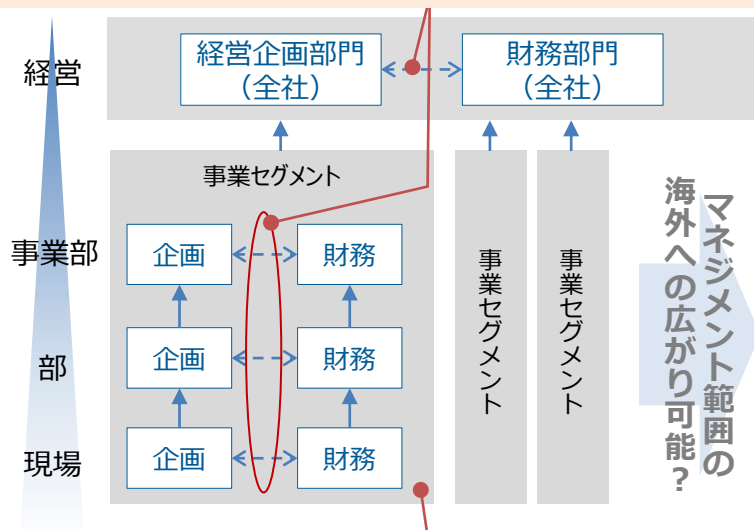 経営
経営企画部門
（全社）
財務部門
（全社）
事業セグメント
事業部
企画
財務
部
企画
財務
現場
企画
財務
事業セグメント
事業セグメント
マネジメント範囲の
海外への広がり可能？